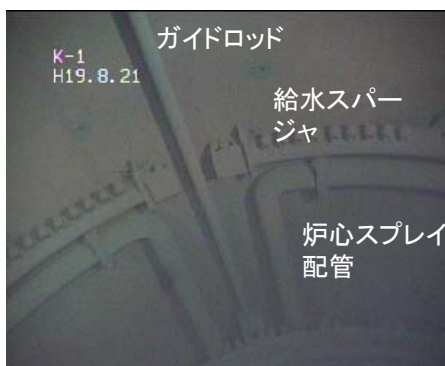 ガイドロッド
K-1
H19.8.21
給水スパー
ジャ
炉心スプレイ
配管